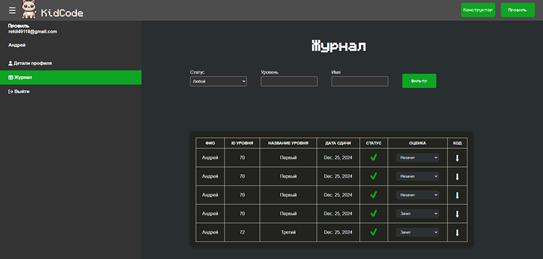 KidCode
Конструктор
Профиль
Профиль
rekil49118@gmail.com
Андрей
Детали профиля
Журнал
Выйти
Журнал
Статус Уровень Имя
Любой
Фильтр
ФИО ID УРОВНЯ НАЗВАНИЕ УРОВНЯ ДАТА СДАЧИ СТАТУС ОЦЕНКА КОД
Андрей 70 Первый Dec. 25, 2024 Незачет
Андрей 70 Первый Dec. 25, 2024 Незачет
Андрей 70 Первый Dec. 25, 2024 Незачет
Андрей 70 Первый Dec. 25, 2024 Зачет
Андрей 72 Третий Dec. 25, 2024 Зачет